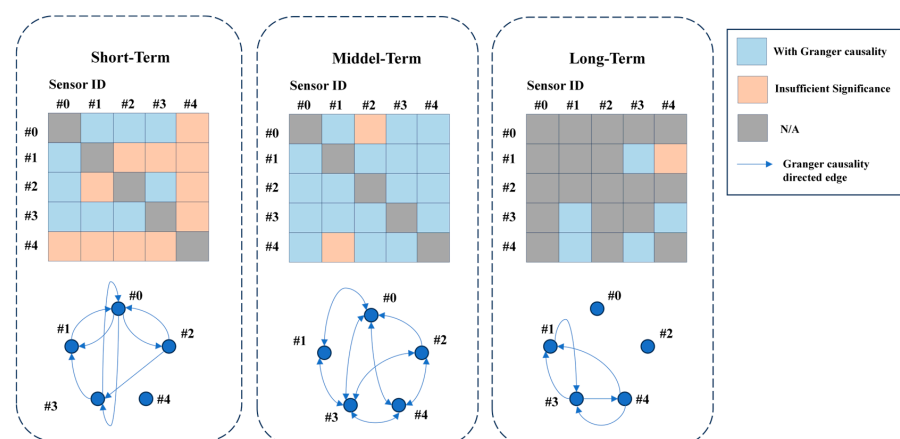 Short-Term
Sensor ID
#0 #1 #2 #3 #4
#0
#1
#2
#3
#4
#0
#1
#2
#3
#4
Middel-Term
Sensor ID
#0 #1 #2 #3 #4
#0
#1
#2
#3
#4
#0
#1
#2
#3
#4
Long-Term
Sensor ID
#0 #1 #2 #3 #4
#0
#1
#2
#3
#4
#0
#1
#2
#3
#4
With Granger causality
Insufficient Significance
N/A
Granger causality
directed edge